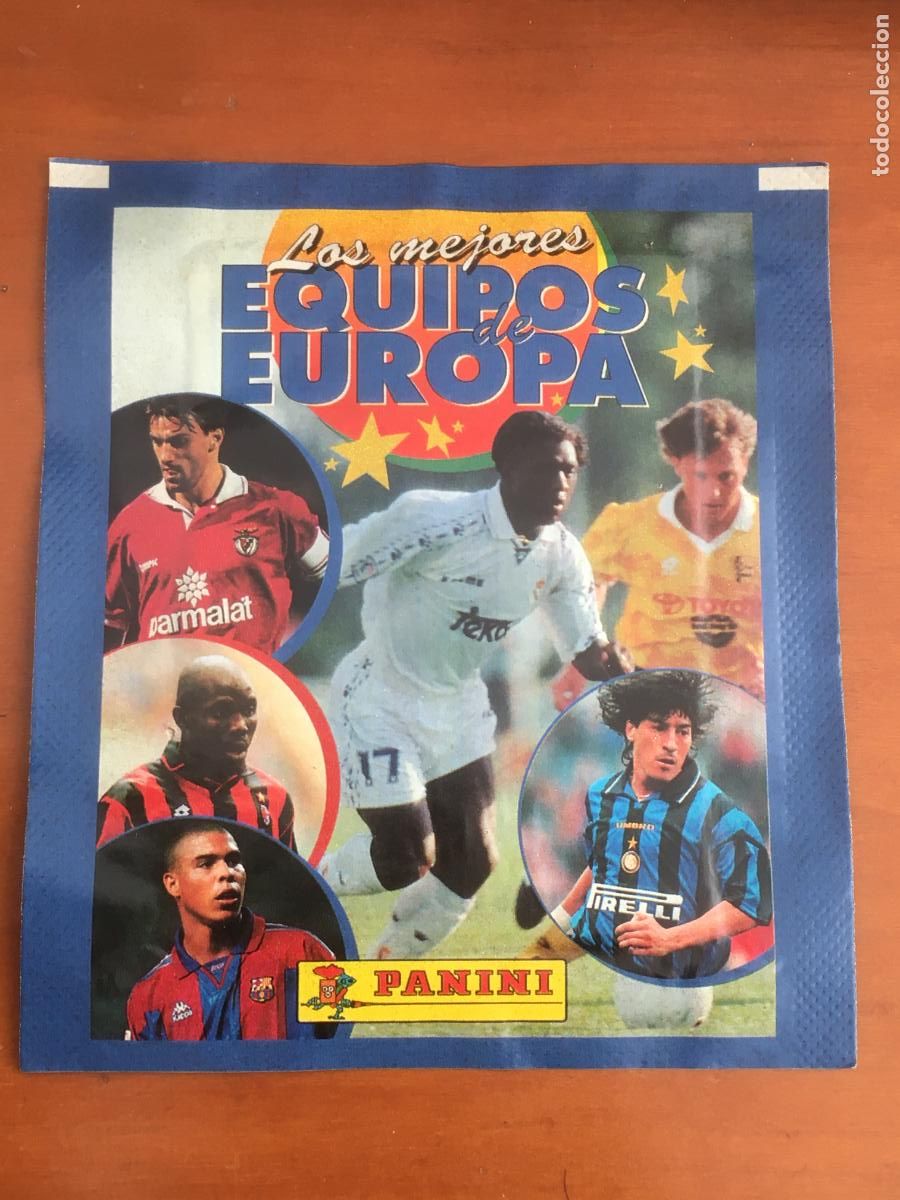 todocoleccion
Los mejores
EQUIPOS
de
EUROPA
parmalat
Teka
TOYOTA
17
UMBRO
PIRELLI
Kappa
PANINI